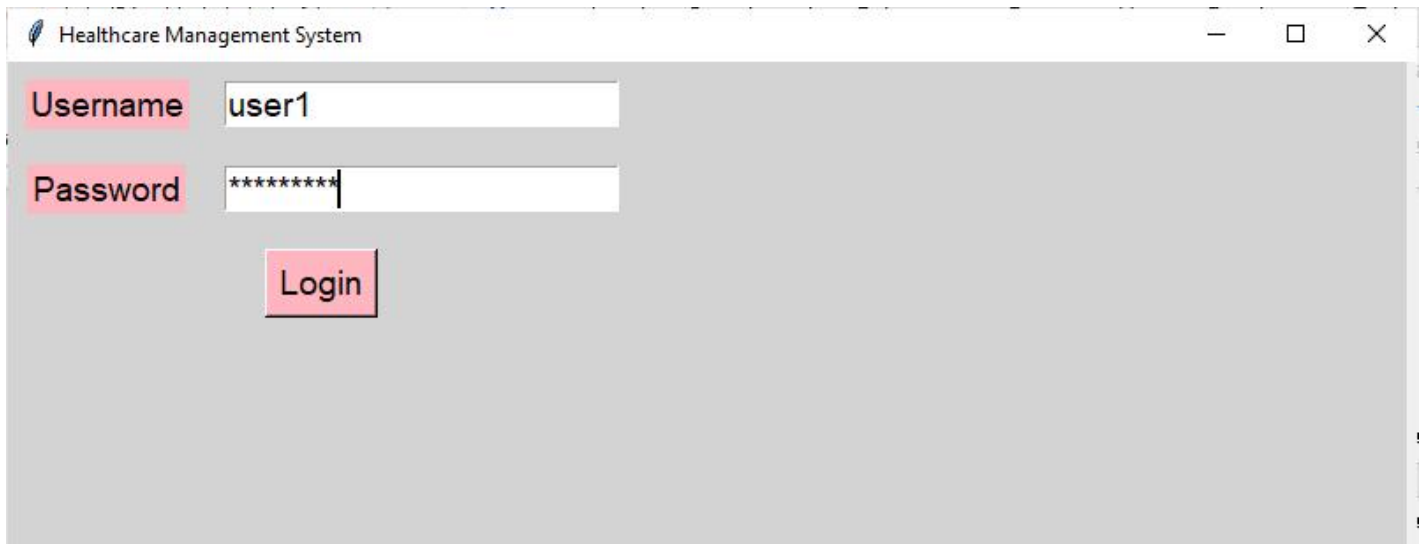 Healthcare Management System
Username user1
Password *********
Login